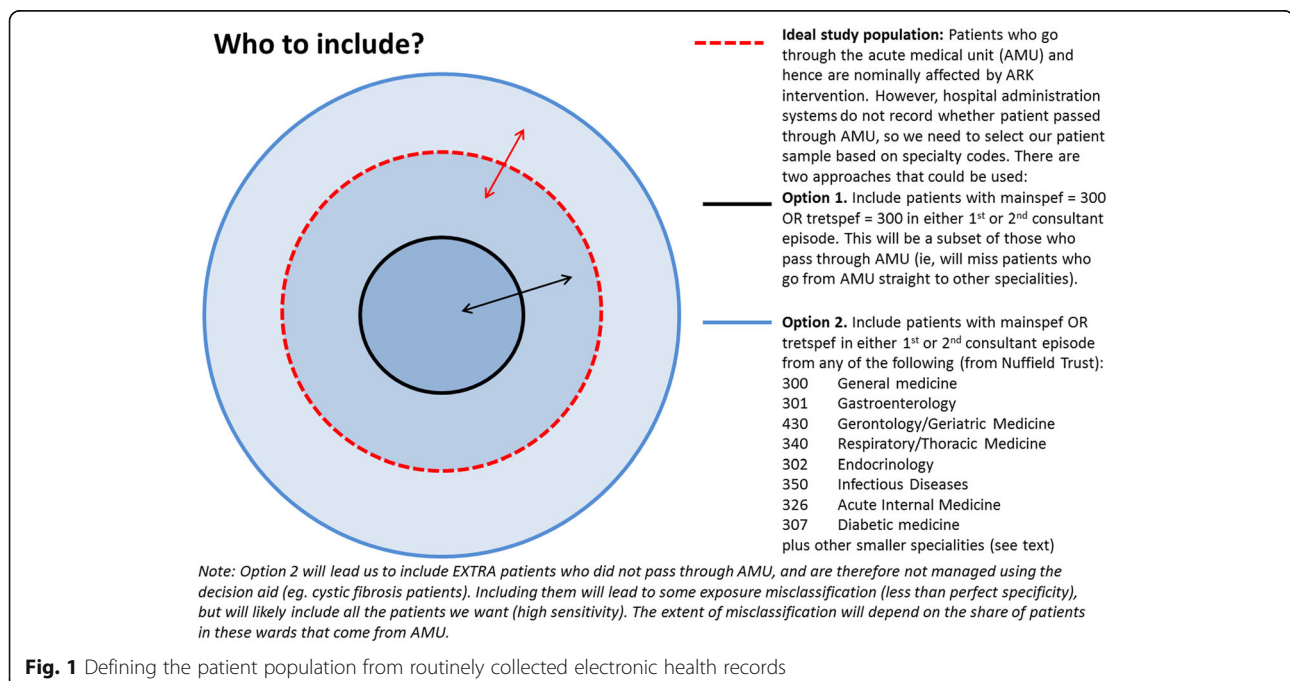 Who to include?
Ideal study population: Patients who go
through the acute medical unit (AMU) and
hence are nominally affected by ARK
intervention. However, hospital administration
systems do not record whether patient passed
through AMU, so we need to select our patient
sample based on specialty codes. There are
two approaches that could be used:
Option 1. Include patients with mainspef = 300
OR tretspef = 300 in either 1st or 2nd consultant
episode. This will be a subset of those who
pass through AMU (ie, will miss patients who
go from AMU straight to other specialities).
Option 2. Include patients with mainspef OR
tretspef in either 1st or 2nd consultant episode
from any of the following (from Nuffield Trust):
300 General medicine
301 Gastroenterology
430 Gerontology/Geriatric Medicine
340 Respiratory/Thoracic Medicine
302 Endocrinology
350 Infectious Diseases
326 Acute Internal Medicine
307 Diabetic medicine
plus other smaller specialities (see text)
Note: Option 2 will lead us to include EXTRA patients who did not pass through AMU, and are therefore not managed using the
decision aid (eg. cystic fibrosis patients). Including them will lead to some exposure misclassification (less than perfect specificity),
but will likely include all the patients we want (high sensitivity). The extent of misclassification will depend on the share of patients
in these wards that come from AMU.
Fig. 1 Defining the patient population from routinely collected electronic health records